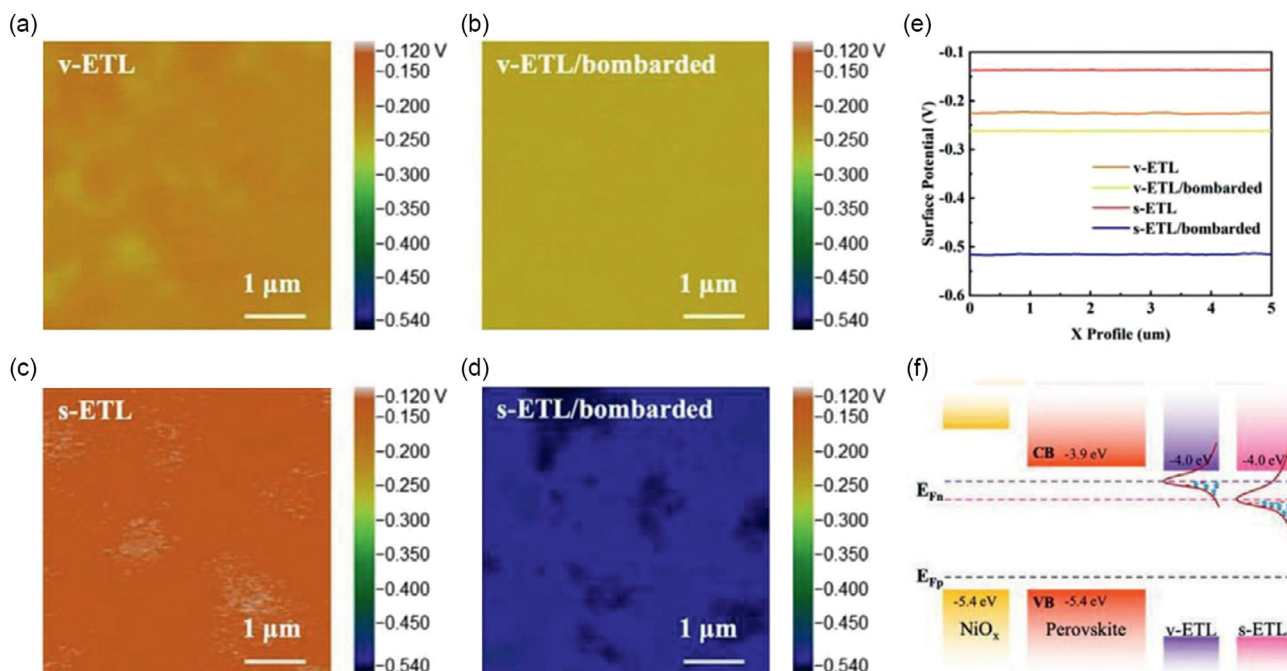 (a)
v-ETL
1 µm
−0.120 V
−0.150
−0.200
−0.250
−0.300
−0.350
−0.400
−0.450
−0.540
(b)
v-ETL/bombarded
1 µm
−0.120 V
−0.150
−0.200
−0.250
−0.300
−0.350
−0.400
−0.450
−0.540
(e)
Surface Potential (V)
-0.1
-0.2
-0.3
-0.4
-0.5
-0.6
v-ETL
v-ETL/bombarded
s-ETL
s-ETL/bombarded
0 1 2 3 4 5
X Profile (um)
(c)
s-ETL
1 µm
−0.120 V
−0.150
−0.200
−0.250
−0.300
−0.350
−0.400
−0.450
−0.540
(d)
s-ETL/bombarded
1 µm
−0.120 V
−0.150
−0.200
−0.250
−0.300
−0.350
−0.400
−0.450
−0.540
(f)
CB -3.9 eV
-4.0 eV
-4.0 eV
EFn
EFp
-5.4 eV
NiOx
VB -5.4 eV
Perovskite
v-ETL
s-ETL